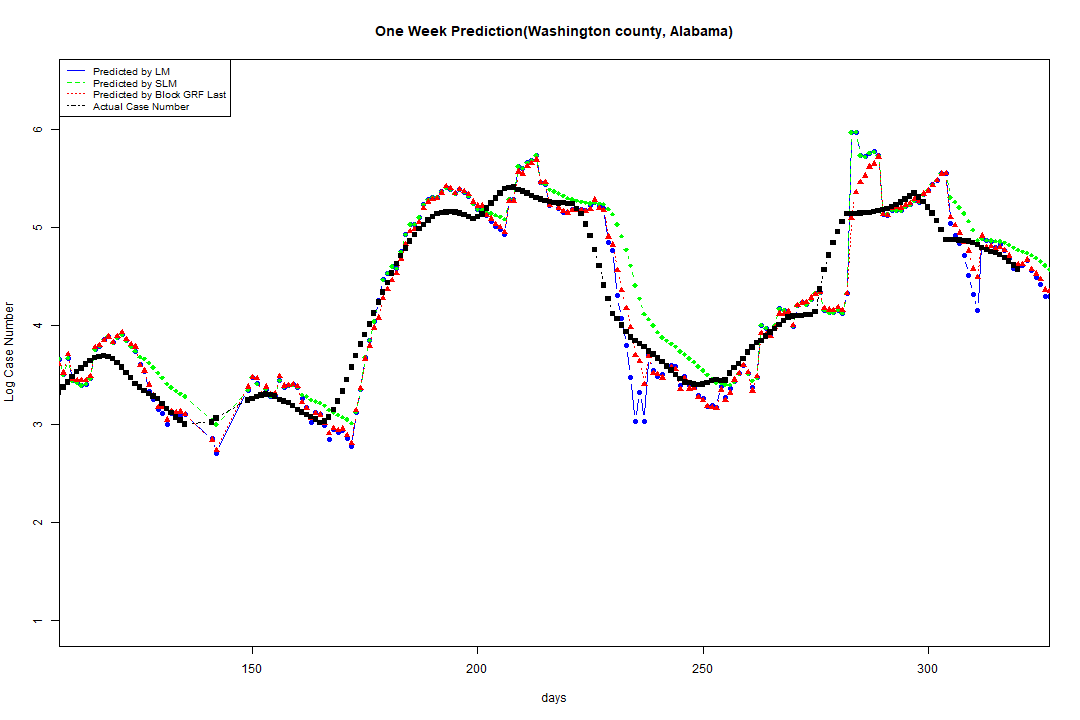 One Week Prediction(Washington county, Alabama)
Predicted by LM
Predicted by SLM
Predicted by Block GRF Last
Actual Case Number
Log Case Number
6
5
4
3
2
1
150
200
250
300
days